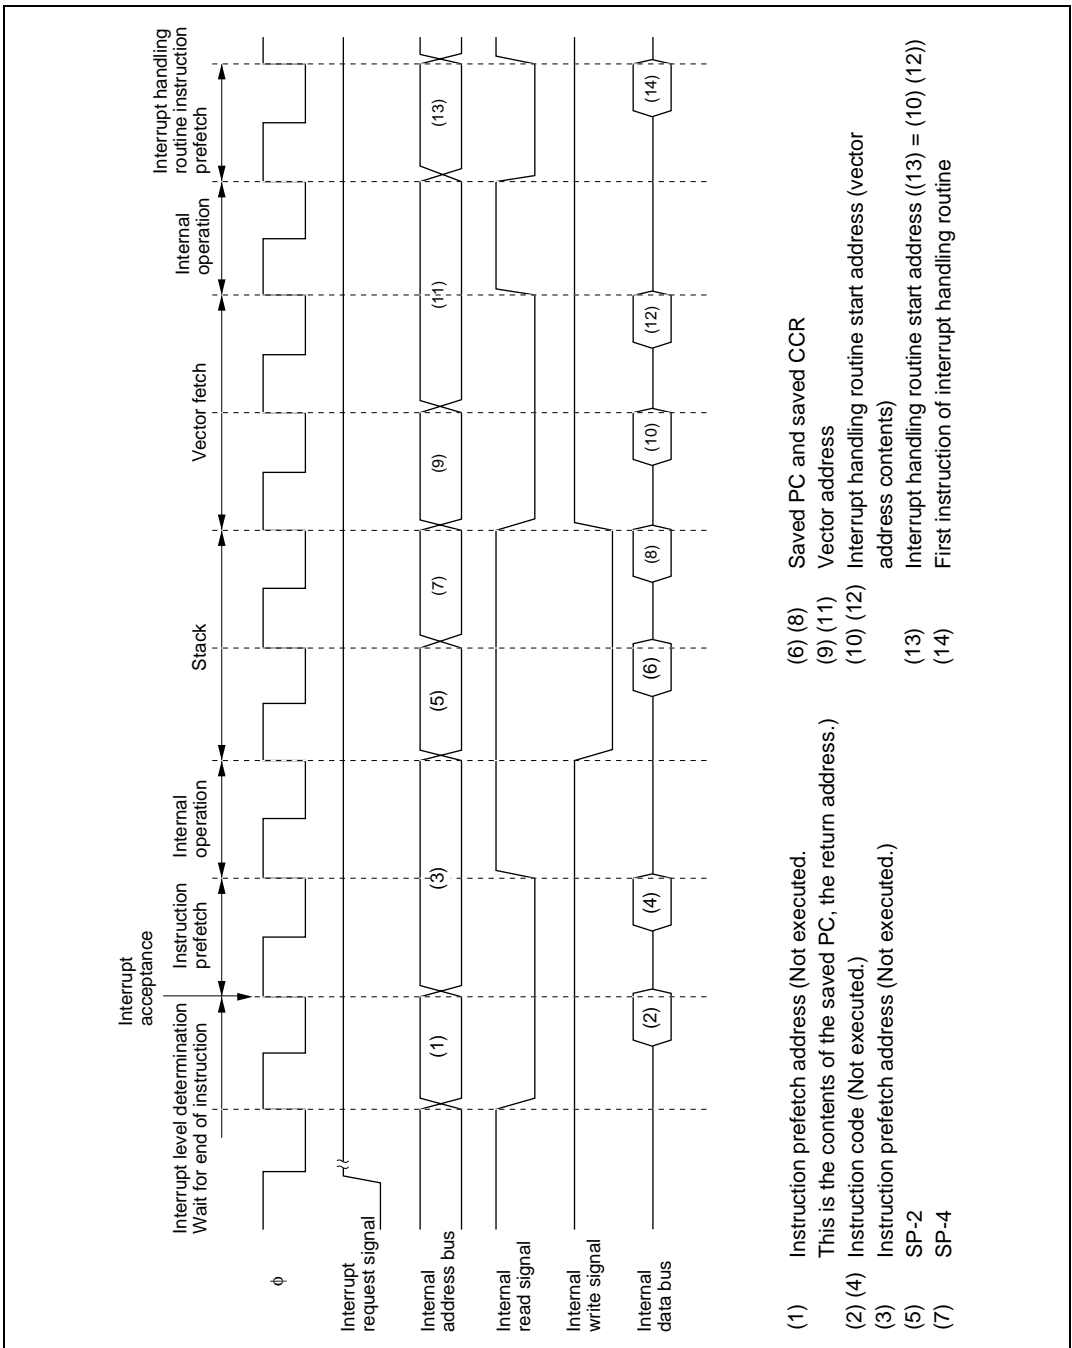 Interrupt
acceptance
Interrupt level determination
Wait for end of instruction
Instruction
prefetch
Internal
operation
Stack
Vector fetch
Internal
operation
Interrupt handling
routine instruction
prefetch
φ
Interrupt
request signal
Internal
address bus
(1)
(3)
(5)
(7)
(9)
(11)
(13)
Internal
read signal
Internal
write signal
Internal
data bus
(2)
(4)
(6)
(8)
(10)
(12)
(14)
(1) Instruction prefetch address (Not executed.
This is the contents of the saved PC, the return address.)
(2) (4) Instruction code (Not executed.)
(3) Instruction prefetch address (Not executed.)
(5) SP-2
(7) SP-4
(6) (8) Saved PC and saved CCR
(9) (11) Vector address
(10) (12) Interrupt handling routine start address (vector
address contents)
(13) Interrupt handling routine start address ((13) = (10) (12))
(14) First instruction of interrupt handling routine